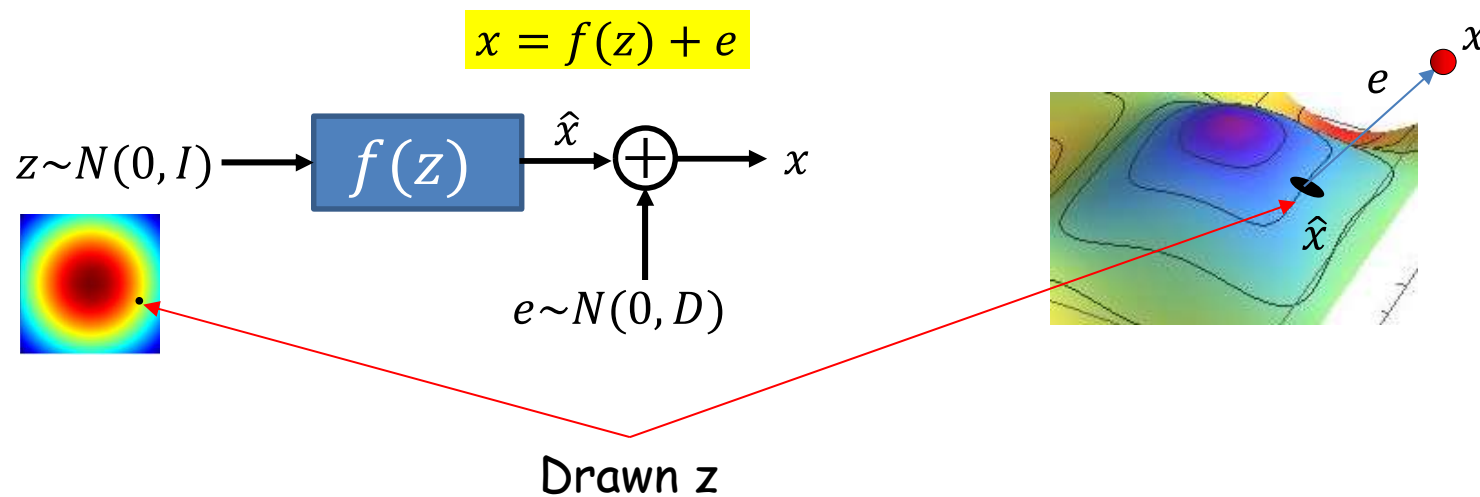 x = f(z) + e
x
e
z~N(0, I)
f(z)
x̂
+
x
x̂
e~N(0, D)
Drawn z